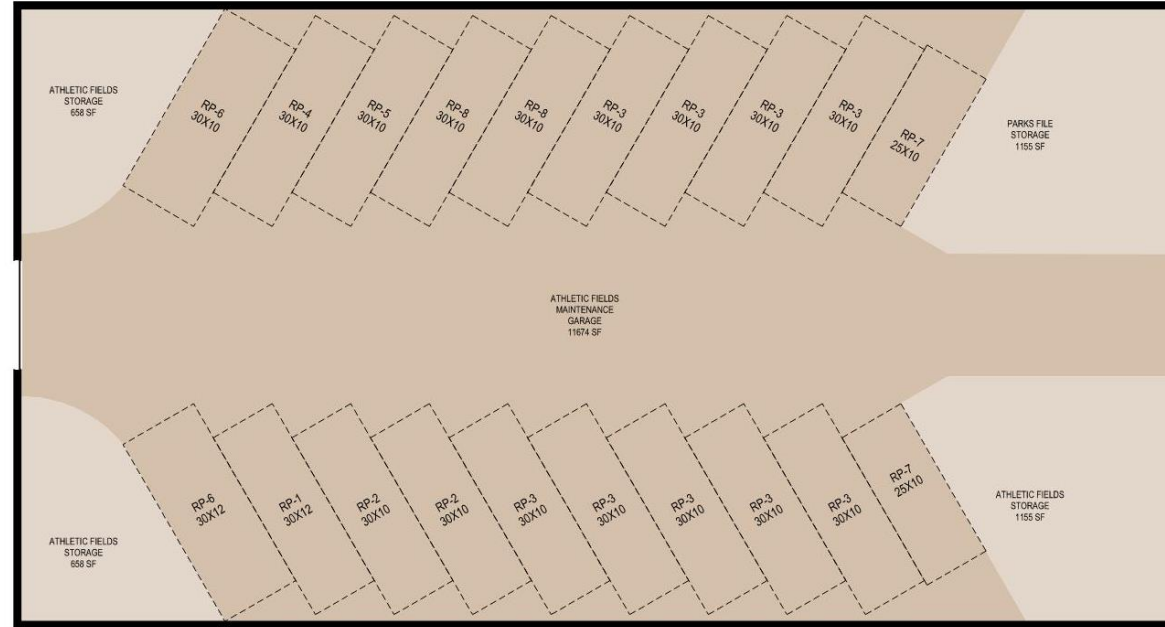 ATHLETIC FIELDS
STORAGE
658 SF
RP-6
30X10
RP-4
30X10
RP-5
30X10
RP-8
30X10
RP-8
30X10
RP-3
30X10
RP-3
30X10
RP-3
30X10
RP-3
30X10
RP-7
25X10
PARKS FILE
STORAGE
1155 SF
ATHLETIC FIELDS
MAINTENANCE
GARAGE
11674 SF
ATHLETIC FIELDS
STORAGE
658 SF
RP-6
30X12
RP-1
30X12
RP-2
30X10
RP-2
30X10
RP-3
30X10
RP-3
30X10
RP-3
30X10
RP-3
30X10
RP-3
30X10
RP-7
25X10
ATHLETIC FIELDS
STORAGE
1155 SF